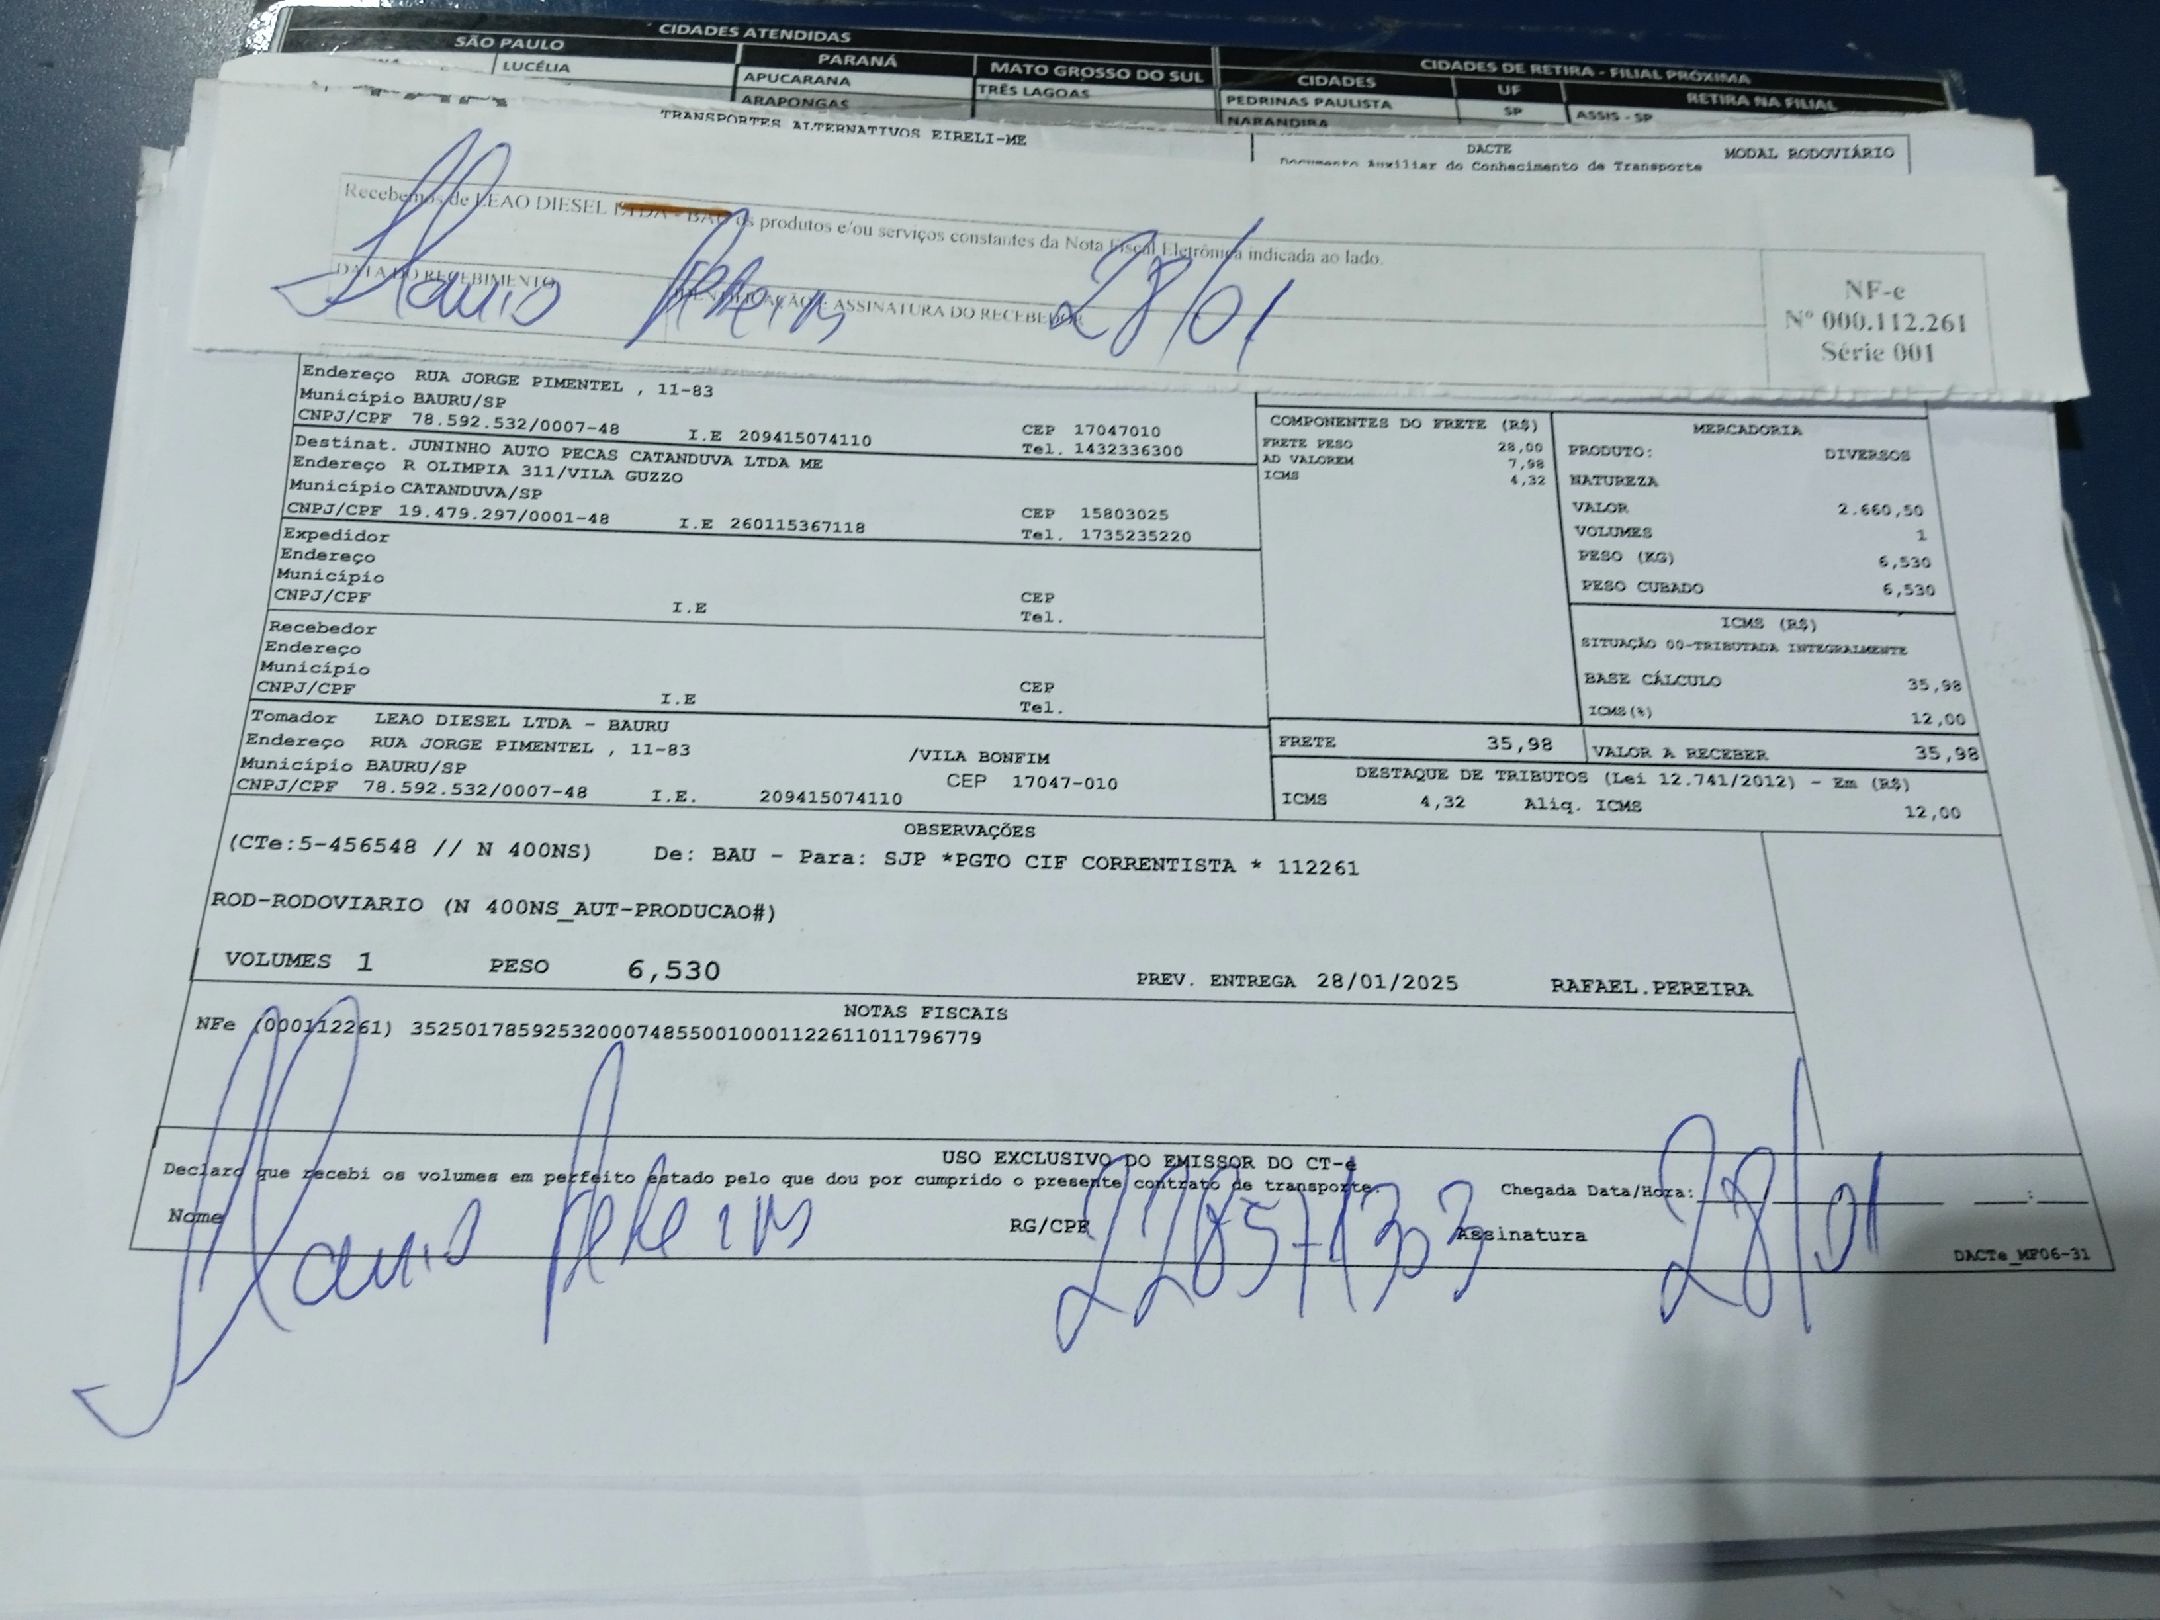 CIDADES ATENDIDAS
SÃO PAULO PARANÁ MATO GROSSO DO SUL
LUCÉLIA APUCARANA TRÊS LAGOAS
ARAPONGAS
CIDADES DE RETIRA - FILIAL PRÓXIMA
CIDADES UF RETIRA NA FILIAL
PEDRINAS PAULISTA SP ASSIS - SP
NARANDIRA
TRANSPORTES ALTERNATIVOS EIRELI-ME
DACTE MODAL RODOVIÁRIO
Documento Auxiliar do Conhecimento de Transporte
Recebemos de LEAO DIESEL LTDA - BAU os produtos e/ou serviços constantes da Nota Fiscal Eletrônica indicada ao lado.
DATA DO RECEBIMENTO IDENTIFICAÇÃO E ASSINATURA DO RECEBEDOR
28/01
NF-e
Nº 000.112.261
Série 001
Endereço RUA JORGE PIMENTEL , 11-83
Município BAURU/SP CEP 17047010
CNPJ/CPF 78.592.532/0007-48 I.E 209415074110 Tel. 1432336300
Destinat. JUNINHO AUTO PECAS CATANDUVA LTDA ME
Endereço R OLIMPIA 311/VILA GUZZO
Município CATANDUVA/SP CEP 15803025
CNPJ/CPF 19.479.297/0001-48 I.E 260115367118 Tel. 1735235220
Expedidor
Endereço
Município CEP
CNPJ/CPF I.E Tel.
Recebedor
Endereço
Município CEP
CNPJ/CPF I.E Tel.
Tomador LEAO DIESEL LTDA - BAURU
Endereço RUA JORGE PIMENTEL , 11-83 /VILA BONFIM
Município BAURU/SP CEP 17047-010
CNPJ/CPF 78.592.532/0007-48 I.E. 209415074110
COMPONENTES DO FRETE (R$)
FRETE PESO 28,00
AD VALOREM 7,98
ICMS 4,32
MERCADORIA
PRODUTO: DIVERSOS
NATUREZA
VALOR 2.660,50
VOLUMES 1
PESO (KG) 6,530
PESO CUBADO 6,530
ICMS (R$)
SITUAÇÃO 00-TRIBUTADA INTEGRALMENTE
BASE CÁLCULO 35,98
ICMS(%) 12,00
FRETE 35,98 VALOR A RECEBER 35,98
DESTAQUE DE TRIBUTOS (Lei 12.741/2012) - Em (R$)
ICMS 4,32 Aliq. ICMS 12,00
OBSERVAÇÕES
(CTe:5-456548 // N 400NS) De: BAU - Para: SJP *PGTO CIF CORRENTISTA * 112261
ROD-RODOVIARIO (N 400NS_AUT-PRODUCAO#)
VOLUMES 1 PESO 6,530 PREV. ENTREGA 28/01/2025 RAFAEL.PEREIRA
NOTAS FISCAIS
NFe (000112261) 35250178592532000748550010001122611011796779
USO EXCLUSIVO DO EMISSOR DO CT-e
Declaro que recebi os volumes em perfeito estado pelo que dou por cumprido o presente contrato de transporte. Chegada Data/Hora: 28/01 :
Nome RG/CPF Assinatura
DACTe_MF06-31